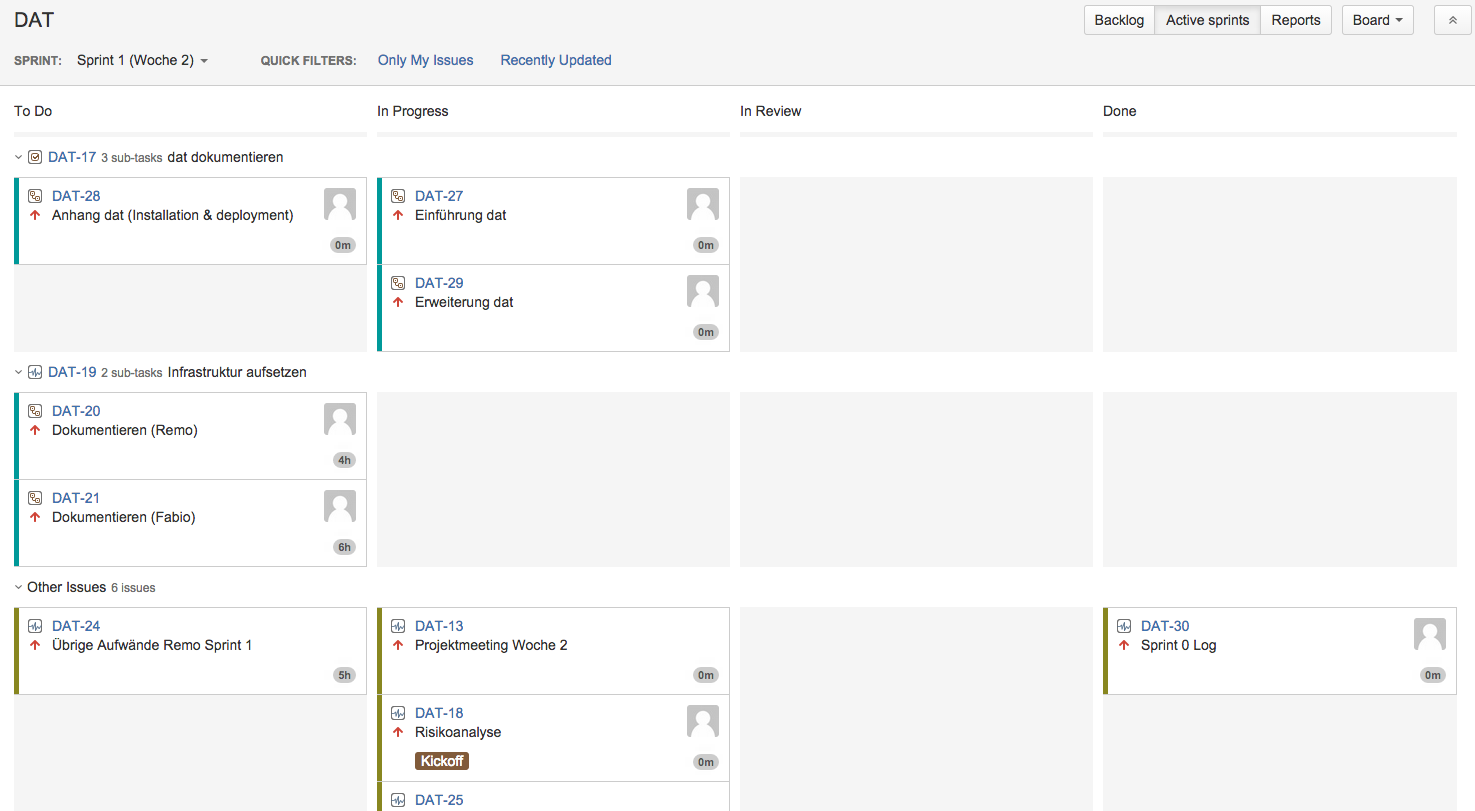 DAT
Backlog Active sprints Reports Board
SPRINT: Sprint 1 (Woche 2) QUICK FILTERS: Only My Issues Recently Updated
To Do In Progress In Review Done
DAT-17 3 sub-tasks dat dokumentieren
DAT-28
Anhang dat (Installation & deployment)
0m
DAT-27
Einführung dat
0m
DAT-29
Erweiterung dat
0m
DAT-19 2 sub-tasks Infrastruktur aufsetzen
DAT-20
Dokumentieren (Remo)
4h
DAT-21
Dokumentieren (Fabio)
6h
Other Issues 6 issues
DAT-24
Übrige Aufwände Remo Sprint 1
5h
DAT-13
Projektmeeting Woche 2
0m
DAT-18
Risikoanalyse
Kickoff
0m
DAT-25
DAT-30
Sprint 0 Log
0m